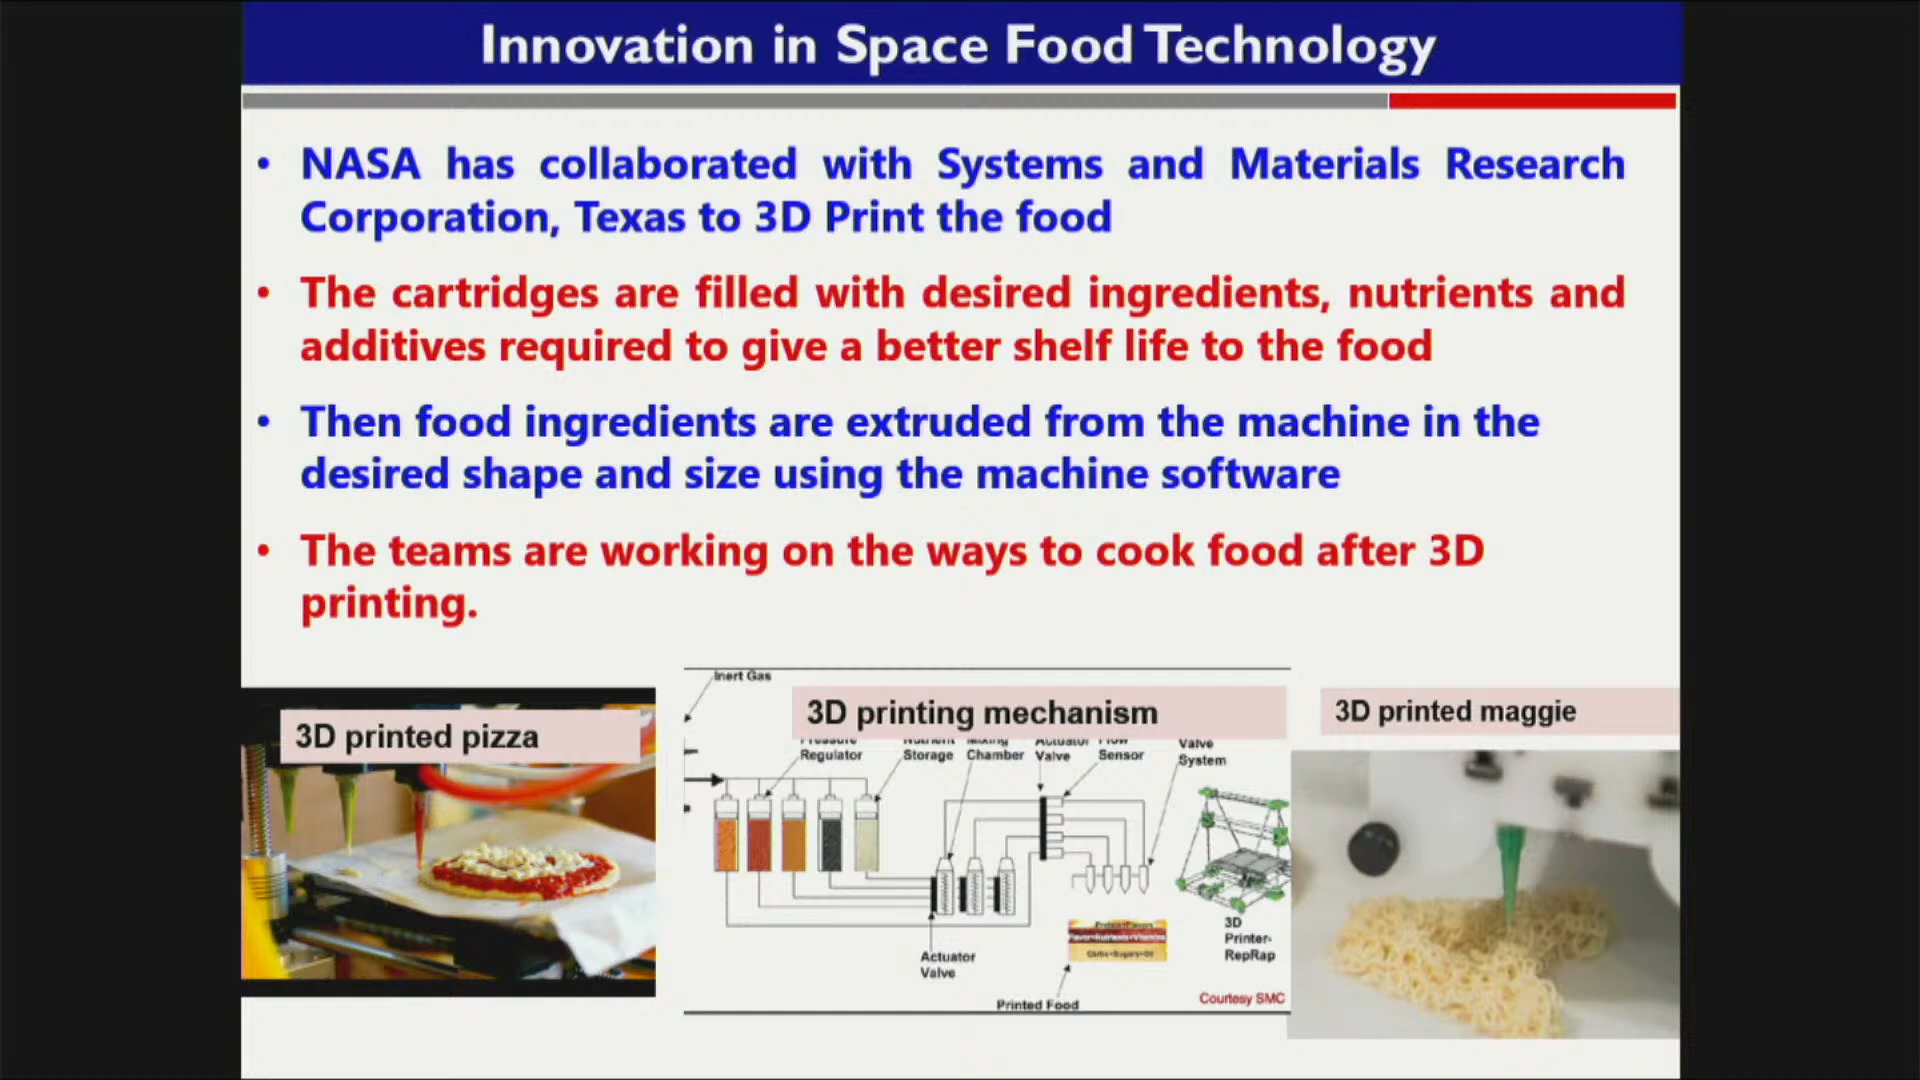 Innovation in Space Food Technology
• NASA has collaborated with Systems and Materials Research
Corporation, Texas to 3D Print the food
• The cartridges are filled with desired ingredients, nutrients and
additives required to give a better shelf life to the food
• Then food ingredients are extruded from the machine in the
desired shape and size using the machine software
• The teams are working on the ways to cook food after 3D
printing.
3D printed pizza
Inert Gas
3D printing mechanism
Pressure
Regulator
Nutrient
Storage
Mixing
Chamber
Actuator
Valve
Flow
Sensor
Valve
System
Actuator
Valve
Printed Food
3D
Printer-
RepRap
Courtesy SMC
3D printed maggie